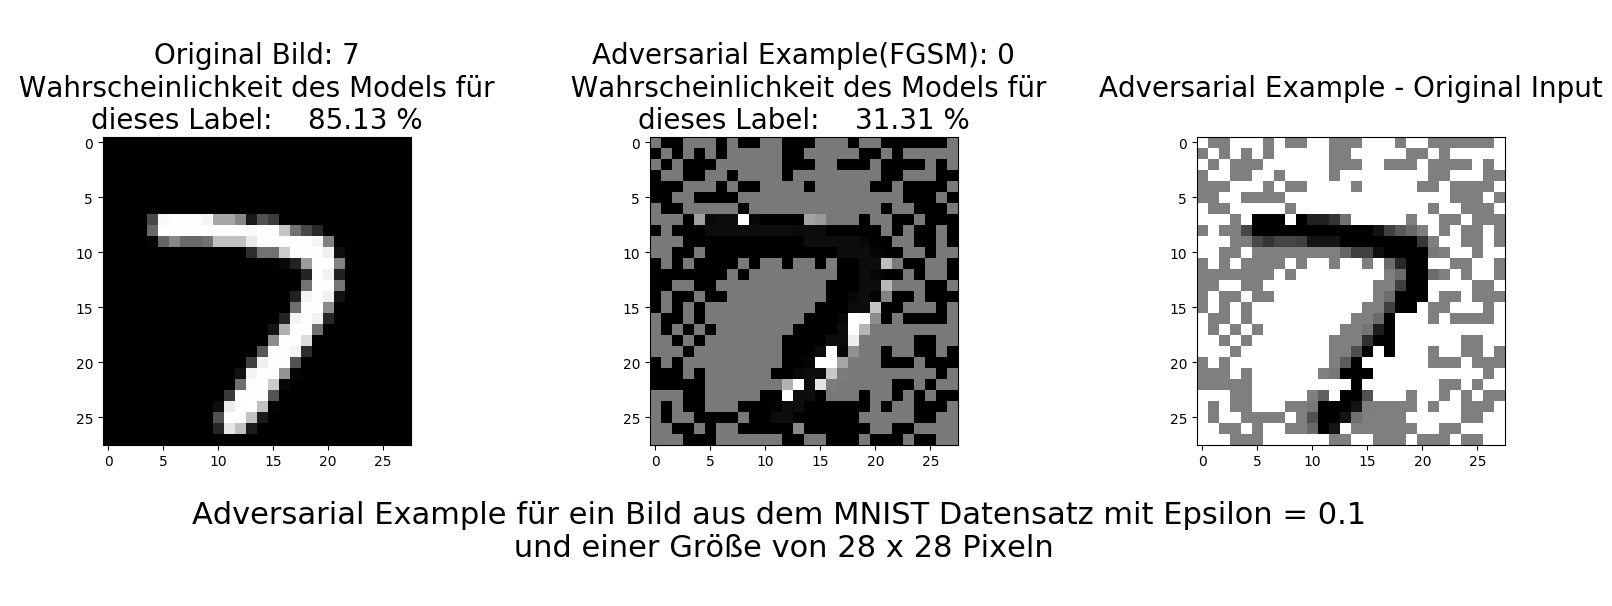 Original Bild: 7
Wahrscheinlichkeit des Models für
dieses Label: 85.13 %
0
5
10
15
20
25
0 5 10 15 20 25
Adversarial Example(FGSM): 0
Wahrscheinlichkeit des Models für
dieses Label: 31.31 %
0
5
10
15
20
25
0 5 10 15 20 25
Adversarial Example - Original Input
0
5
10
15
20
25
0 5 10 15 20 25
Adversarial Example für ein Bild aus dem MNIST Datensatz mit Epsilon = 0.1
und einer Größe von 28 x 28 Pixeln